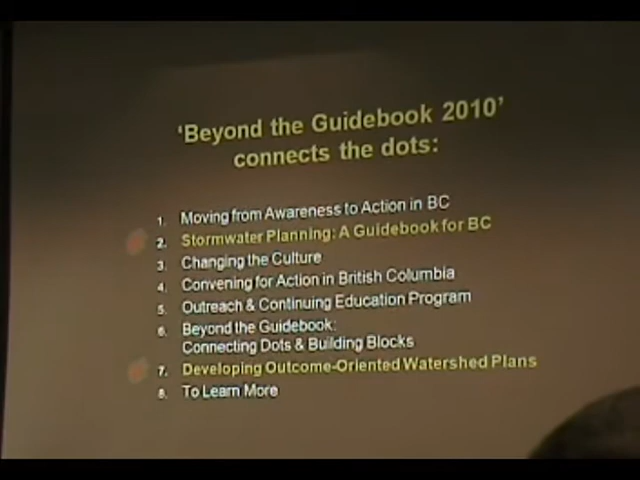 'Beyond the Guidebook 2010'
connects the dots:
1. Moving from Awareness to Action in BC
2. Stormwater Planning: A Guidebook for BC
3. Changing the Culture
4. Convening for Action in British Columbia
5. Outreach & Continuing Education Program
6. Beyond the Guidebook:
Connecting Dots & Building Blocks
7. Developing Outcome-Oriented Watershed Plans
8. To Learn More